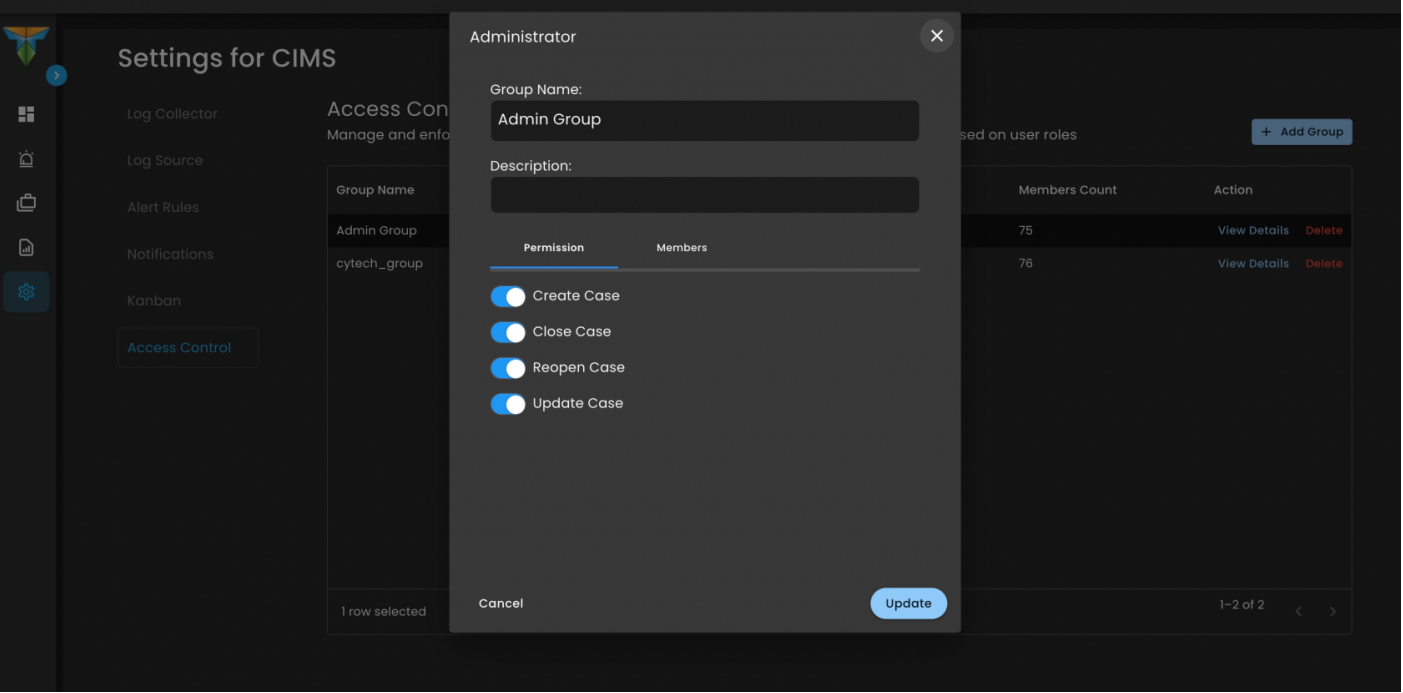 Settings for CIMS
Log Collector
Log Source
Alert Rules
Notifications
Kanban
Access Control
Access Con
Manage and enfo
sed on user roles
+ Add Group
Group Name
Members Count
Action
Admin Group
75
View Details
Delete
cytech_group
76
View Details
Delete
1 row selected
1–2 of 2
Administrator
Group Name:
Admin Group
Description:
Permission
Members
Create Case
Close Case
Reopen Case
Update Case
Cancel
Update